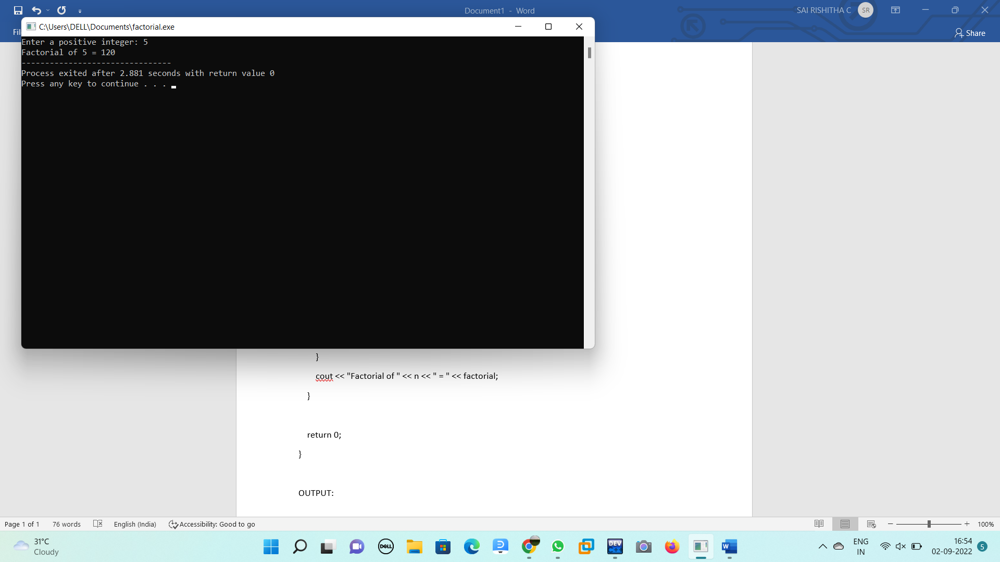 Document1 - Word
SAI RISHITHA C
SR
C:\Users\DELL\Documents\factorial.exe
Fil
Share
Enter a positive integer: 5
Factorial of 5 = 120
--------------------------------
Process exited after 2.881 seconds with return value 0
Press any key to continue . . .
}
cout << "Factorial of " << n << " = " << factorial;
}
return 0;
}
OUTPUT:
Page 1 of 1
76 words
English (India)
Accessibility: Good to go
100%
31°C
Cloudy
DELL
DEV
C++
W
ENG
IN
16:54
02-09-2022
5